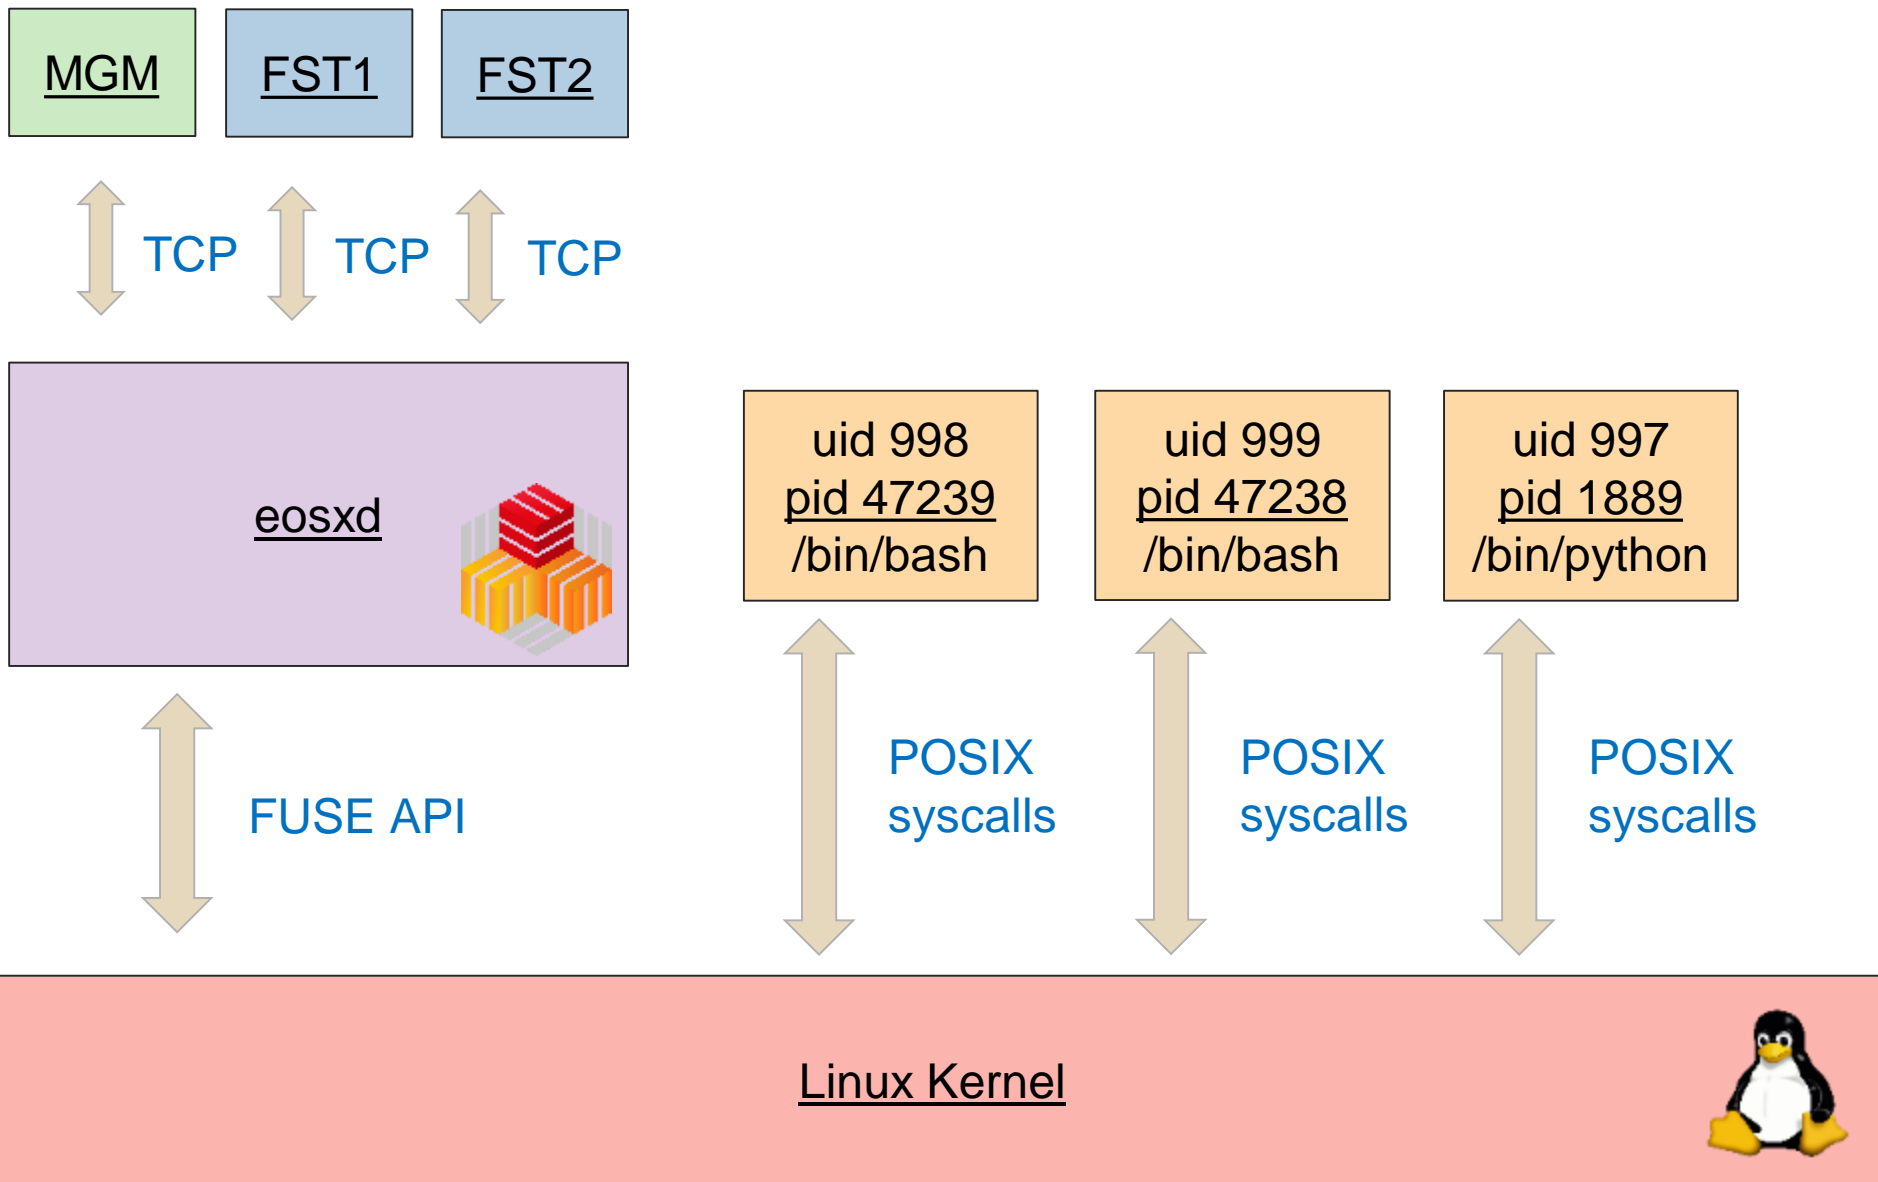 MGM
FST1
FST2
TCP
TCP
TCP
eosxd
uid 998
pid 47239
/bin/bash
uid 999
pid 47238
/bin/bash
uid 997
pid 1889
/bin/python
FUSE API
POSIX
syscalls
POSIX
syscalls
POSIX
syscalls
Linux Kernel